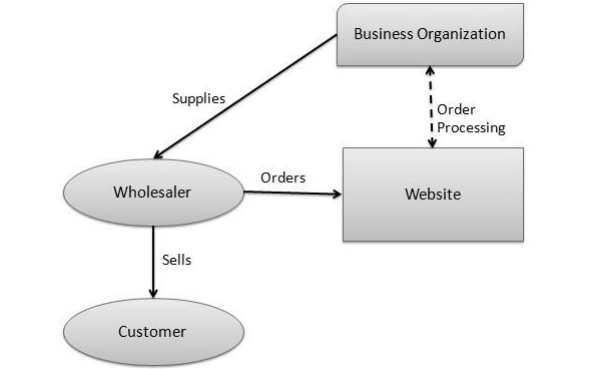 Business Organization
Supplies
Order
Processing
Orders
Wholesaler
Website
Sells
Customer